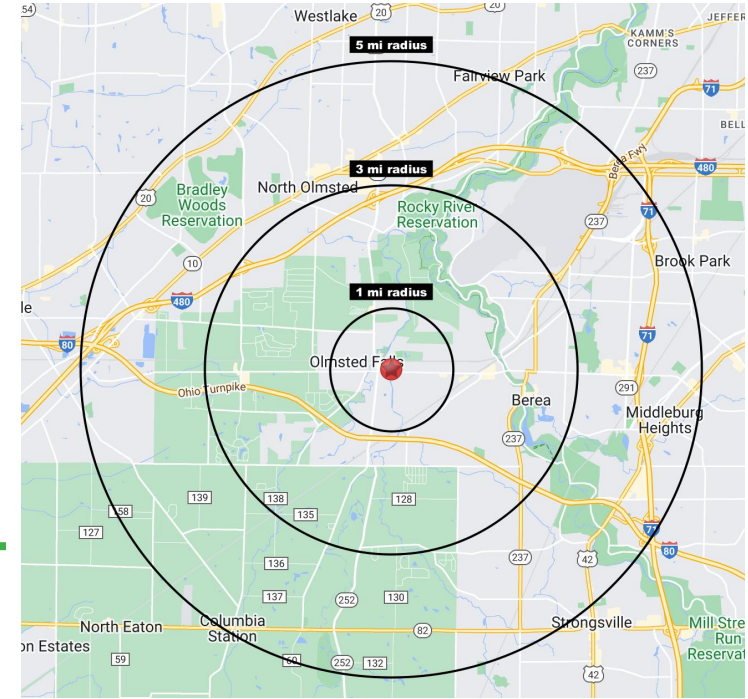 54
Westlake
20
20
JEFFER
KAMM'S
CORNERS
5 mi radius
237
Fairview Park
71
BELL
Berea Fwy
480
3 mi radius
Bradley
Woods
Reservation
North Olmsted
20
Rocky River
Reservation
71
237
Brook Park
10
1 mi radius
480
le
80
71
Olmsted Falls
Ohio Turnpike
291
Berea
Middleburg
Heights
237
139
138
128
158
135
127
71
80
136
237
42
137
252
130
North Eaton
Columbia
Station
82
Strongsville
Mill Stre
Run
Reservat
on Estates
59
60
252
132
42